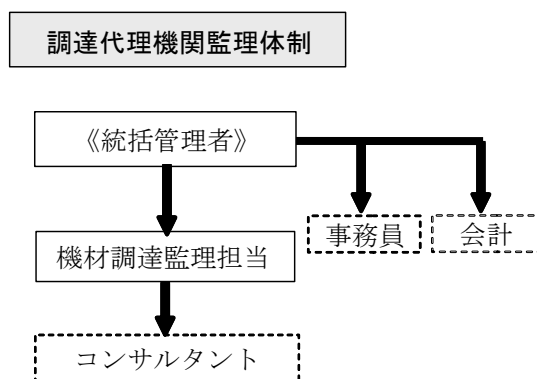 調達代理機関監理体制
《統括管理者》
事務員
会計
機材調達監理担当
コンサルタント